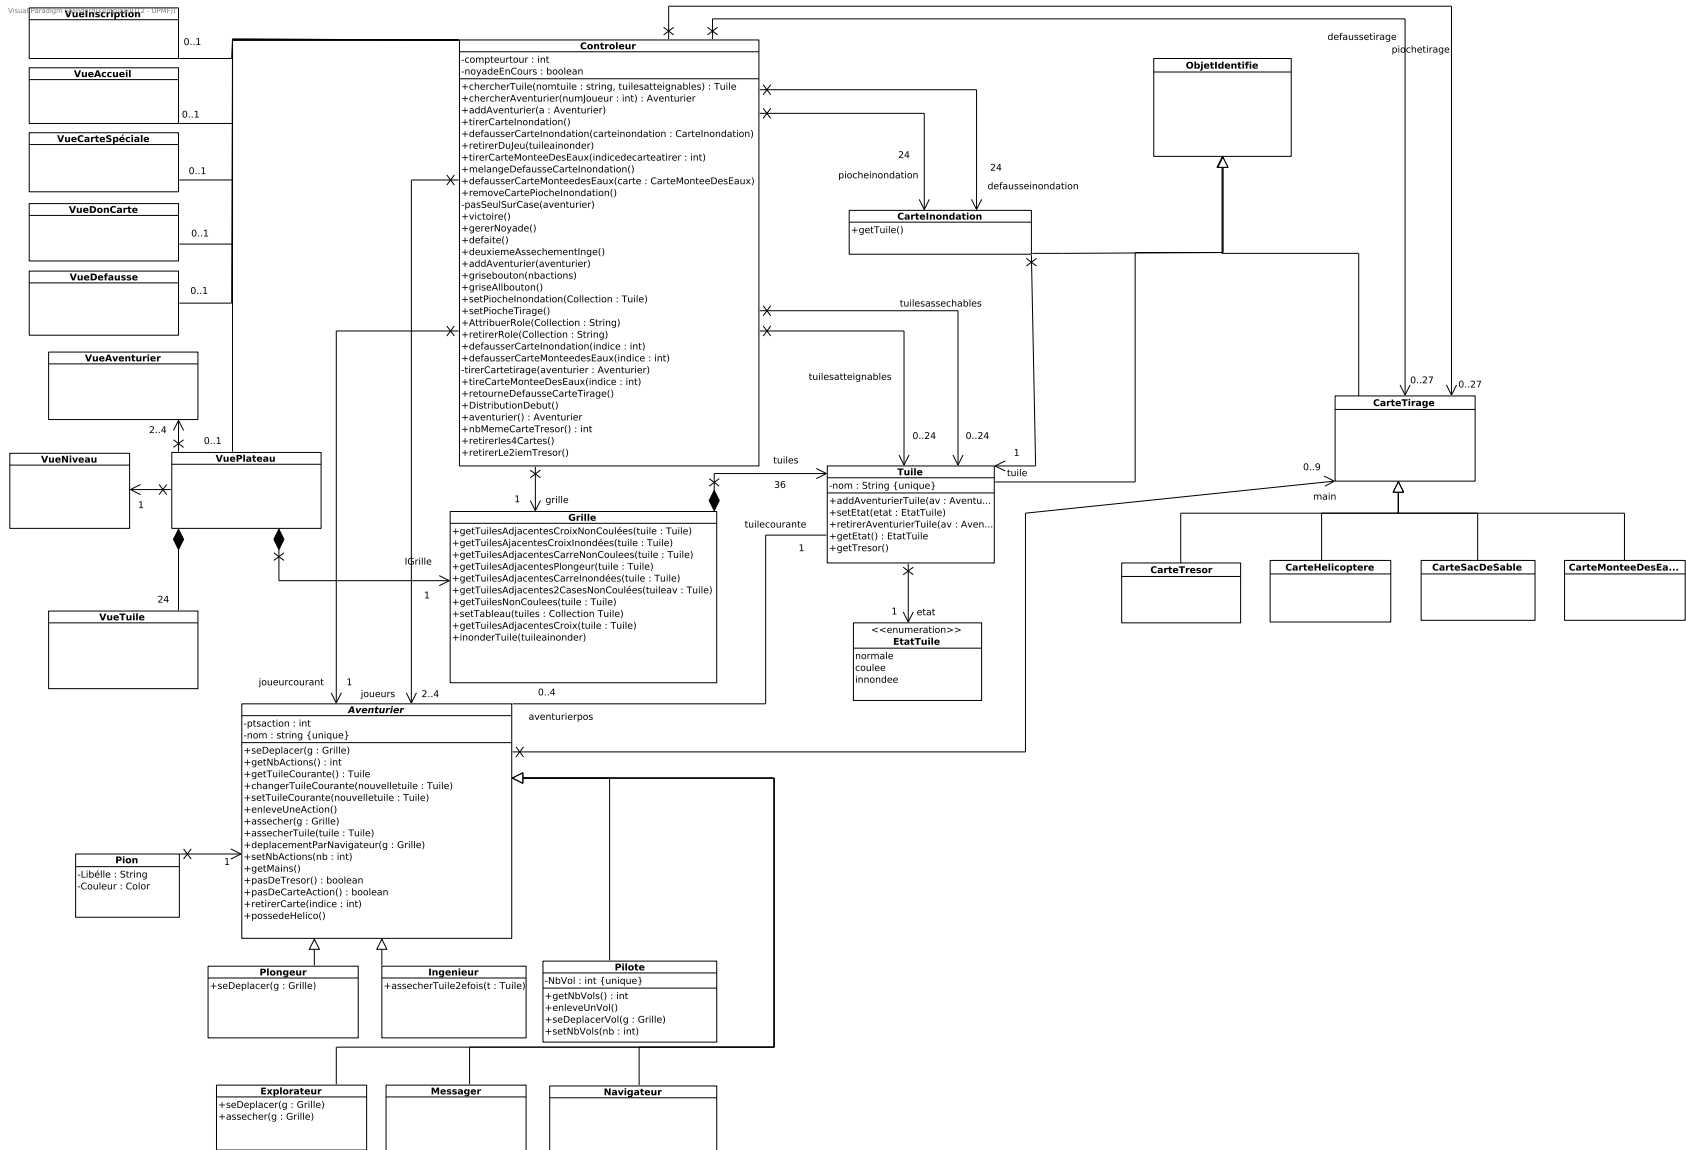 VueInscription
0..1
VueAccueil
0..1
VueCarteSpéciale
0..1
VueDonCarte
0..1
VueDefausse
0..1
VueAventurier
2..4
0..1
VueNiveau
1
VuePlateau
24
VueTuile
lGrille
1
Controleur
-compteurtour : int
-noyadeEnCours : boolean
+chercherTuile(nomtuile : string, tuilesatteignables) : Tuile
+chercherAventurier(numJoueur : int) : Aventurier
+addAventurier(a : Aventurier)
+tirerCarteInondation()
+defausserCarteInondation(carteinondation : CarteInondation)
+retirerDuJeu(tuileainonder)
+tirerCarteMonteeDesEaux(indicedecarteatirer : int)
+melangeDefausseCarteInondation()
+defausserCarteMonteedesEaux(carte : CarteMonteeDesEaux)
+removeCartePiocheInondation()
-pasSeulSurCase(aventurier)
+victoire()
+gererNoyade()
+defaite()
+deuxiemeAssechementInge()
+addAventurier(aventurier)
+grisebouton(nbactions)
+griseAllbouton()
+setPiocheInondation(Collection : Tuile)
+setPiocheTirage()
+AttribuerRole(Collection : String)
+retirerRole(Collection : String)
+defausserCarteInondation(indice : int)
+defausserCarteMonteedesEaux(indice : int)
-tirerCartetirage(aventurier : Aventurier)
+tireCarteMonteeDesEaux(indice : int)
+retourneDefausseCarteTirage()
+DistributionDebut()
+aventurier() : Aventurier
+nbMemeCarteTresor() : int
+retirerles4Cartes()
+retirerLe2iemTresor()
defaussetirage
piochetirage
ObjetIdentifie
24
piocheinondation
24
defausseinondation
CarteInondation
+getTuile()
tuilesassechables
tuilesatteignables
0..24
0..24
1
tuile
0..27
0..27
CarteTirage
0..9
main
tuiles
36
1
grille
Grille
+getTuilesAdjacentesCroixNonCoulées(tuile : Tuile)
+getTuilesAjacentesCroixInondées(tuile : Tuile)
+getTuilesAdjacentesCarreNonCoulees(tuile : Tuile)
+getTuilesAdjacentesPlongeur(tuile : Tuile)
+getTuilesAdjacentesCarreInondées(tuile : Tuile)
+getTuilesAdjacentes2CasesNonCoulées(tuileav : Tuile)
+getTuilesNonCoulees(tuile : Tuile)
+setTableau(tuiles : Collection Tuile)
+getTuilesAdjacentesCroix(tuile : Tuile)
+inonderTuile(tuileainonder)
Tuile
-nom : String {unique}
+addAventurierTuile(av : Aventu...
+setEtat(etat : EtatTuile)
+retirerAventurierTuile(av : Aven...
+getEtat() : EtatTuile
+getTresor()
tuilecourante
1
1
etat
<<enumeration>>
EtatTuile
normale
coulee
innondee
CarteTresor
CarteHelicoptere
CarteSacDeSable
CarteMonteeDesEa...
joueurcourant
1
joueurs
2..4
0..4
aventurierpos
Aventurier
-ptsaction : int
-nom : string {unique}
+seDeplacer(g : Grille)
+getNbActions() : int
+getTuileCourante() : Tuile
+changerTuileCourante(nouvelletuile : Tuile)
+setTuileCourante(nouvelletuile : Tuile)
+enleveUneAction()
+assecher(g : Grille)
+assecherTuile(tuile : Tuile)
+deplacementParNavigateur(g : Grille)
+setNbActions(nb : int)
+getMains()
+pasDeTresor() : boolean
+pasDeCarteAction() : boolean
+retirerCarte(indice : int)
+possedeHelico()
1
Pion
-Libélle : String
-Couleur : Color
Plongeur
+seDeplacer(g : Grille)
Ingenieur
+assecherTuile2efois(t : Tuile)
Pilote
-NbVol : int {unique}
+getNbVols() : int
+enleveUnVol()
+seDeplacerVol(g : Grille)
+setNbVols(nb : int)
Explorateur
+seDeplacer(g : Grille)
+assecher(g : Grille)
Messager
Navigateur